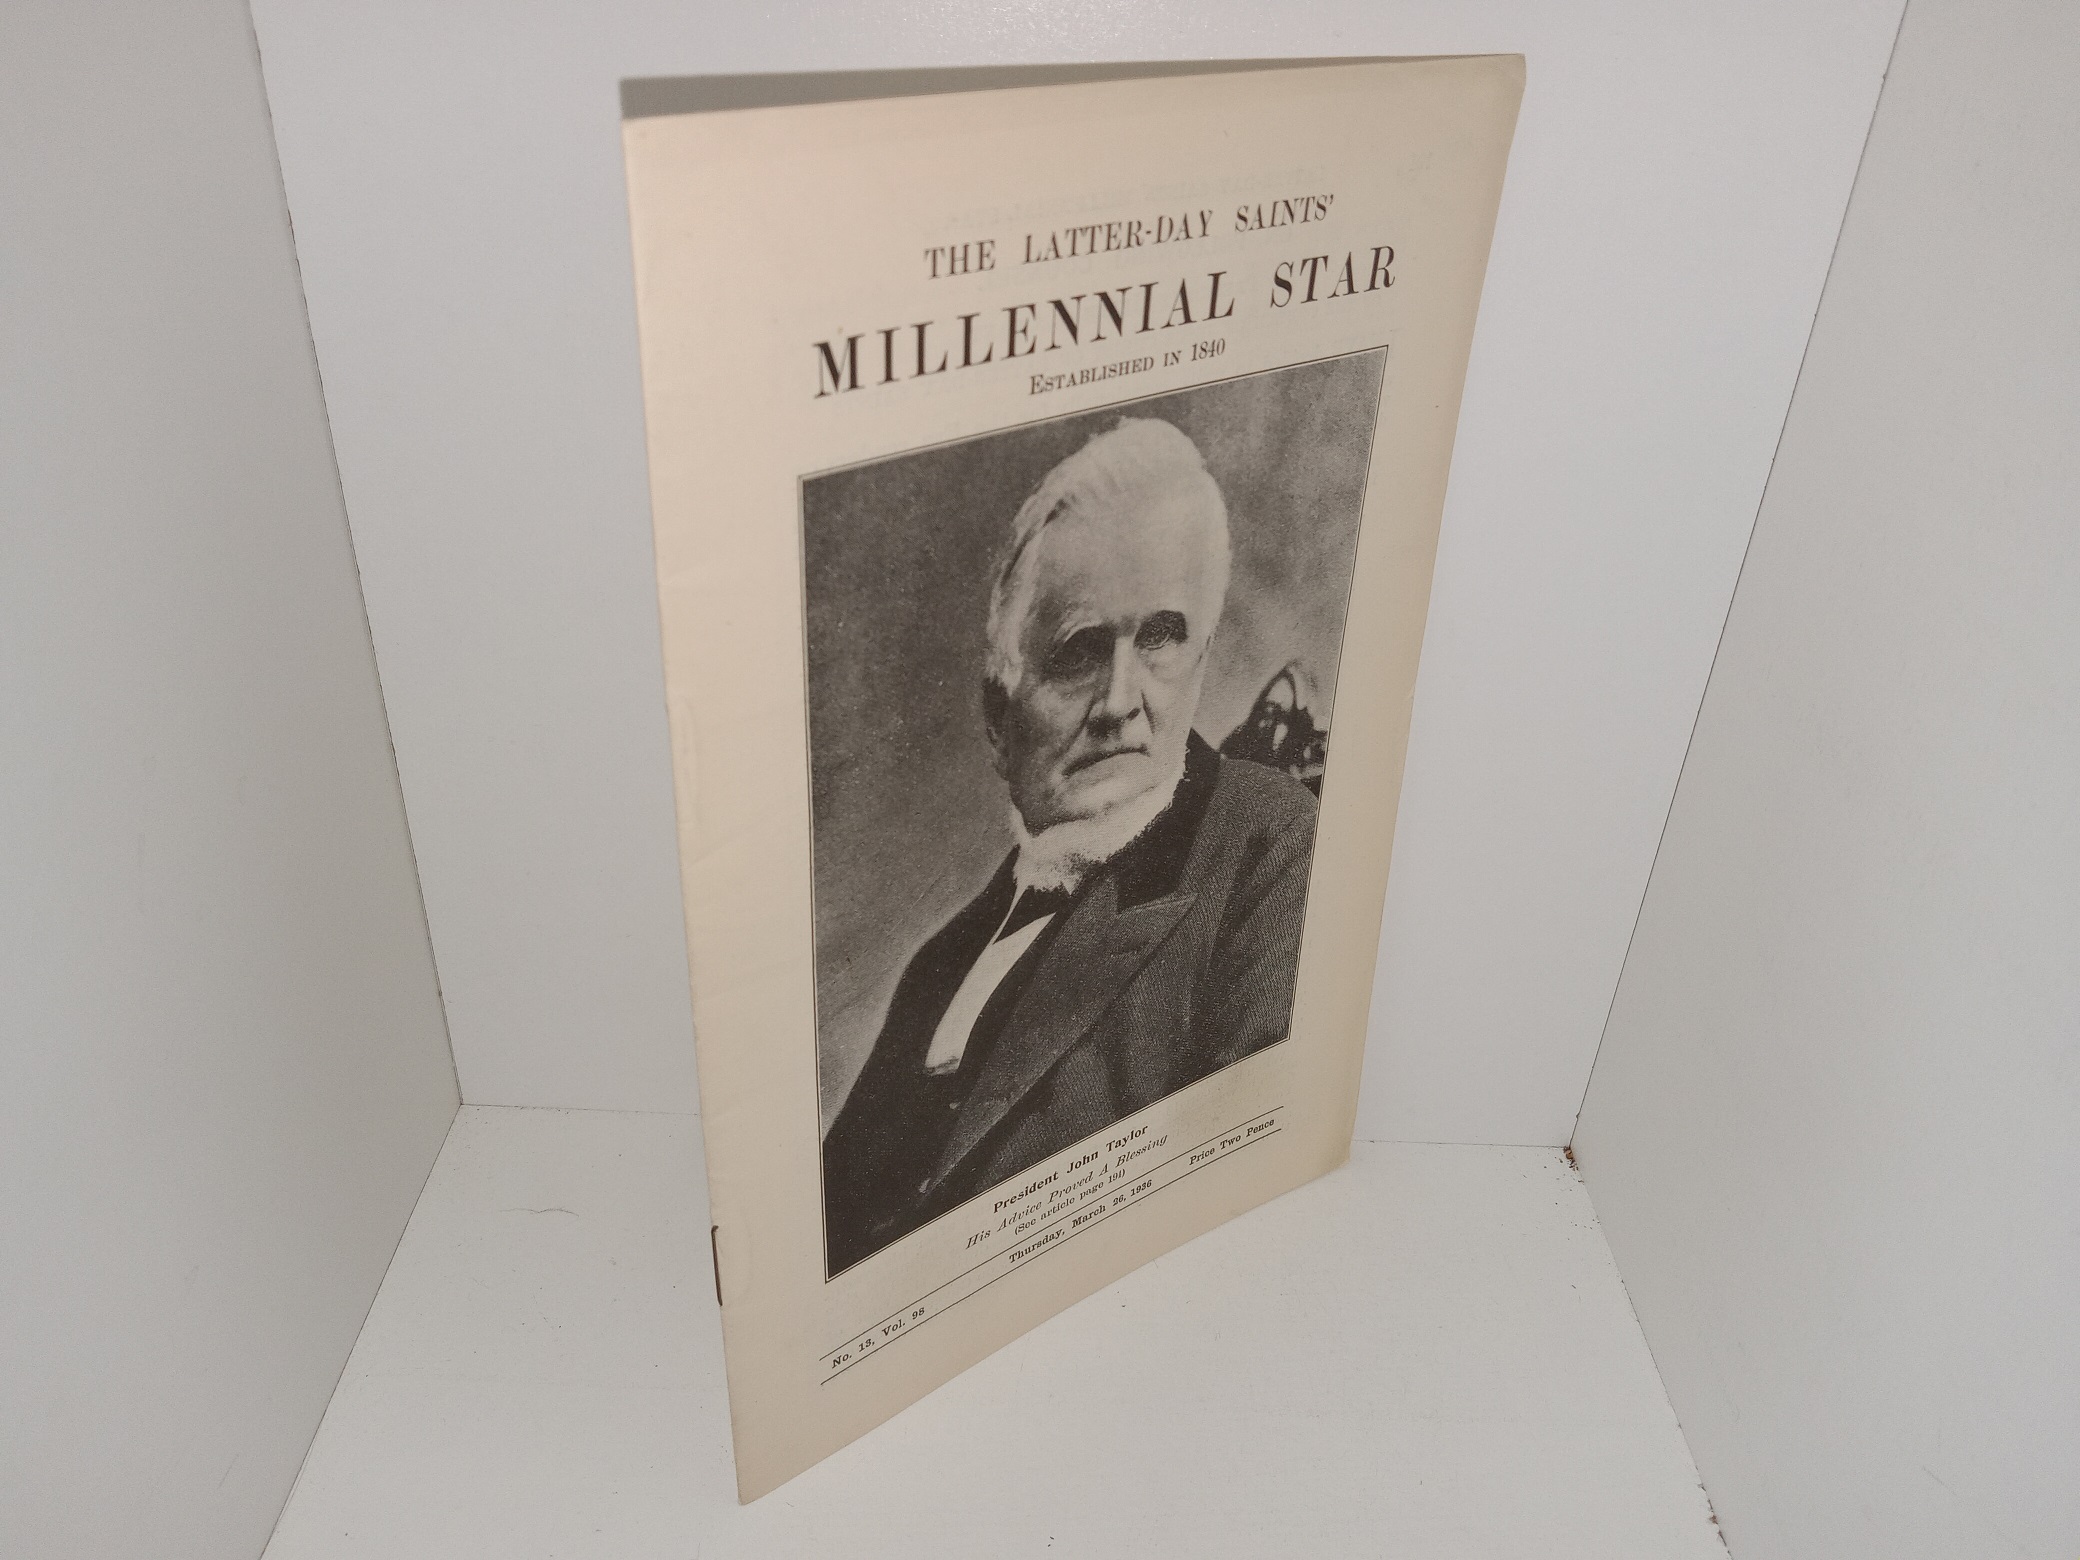 THE LATTER-DAY SAINTS'
MILLENNIAL STAR
ESTABLISHED IN 1840
President John Taylor
His Advice Proved A Blessing
(See article page 191)
No. 13, Vol. 98 Thursday, March 26, 1936 Price Two Pence